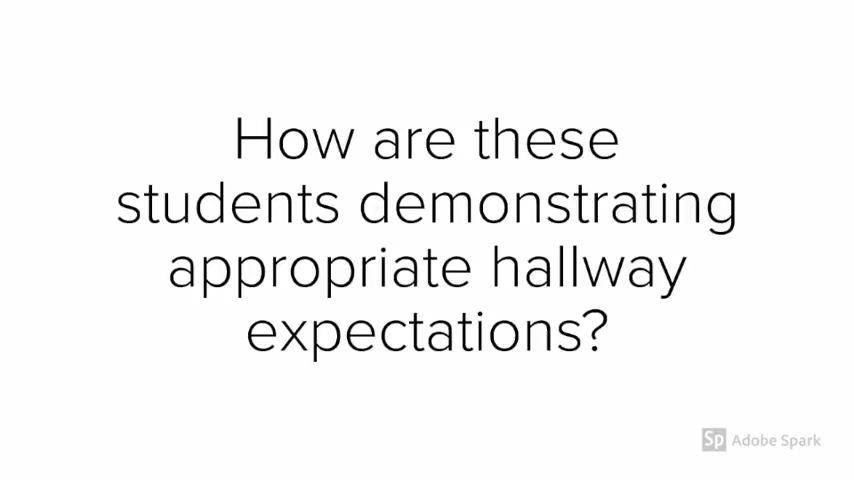 How are these
students demonstrating
appropriate hallway
expectations?
Sp Adobe Spark